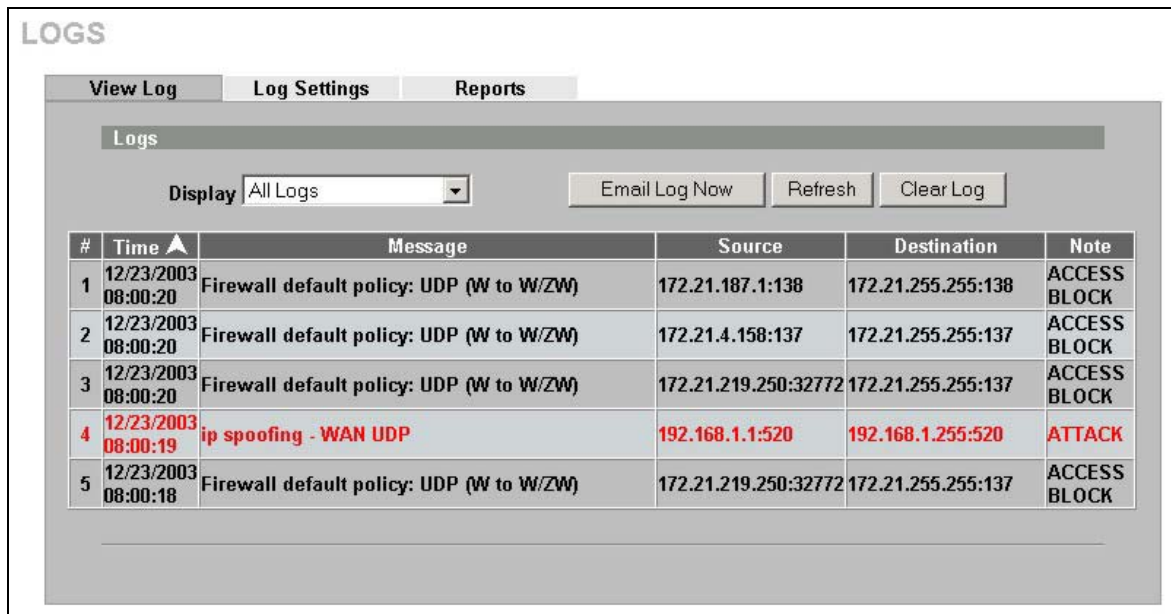 LOGS
View Log Log Settings Reports
Logs
Display All Logs Email Log Now Refresh Clear Log
# Time Message Source Destination Note
1 12/23/2003 08:00:20 Firewall default policy: UDP (W to W/ZW) 172.21.187.1:138 172.21.255.255:138 ACCESS BLOCK
2 12/23/2003 08:00:20 Firewall default policy: UDP (W to W/ZW) 172.21.4.158:137 172.21.255.255:137 ACCESS BLOCK
3 12/23/2003 08:00:20 Firewall default policy: UDP (W to W/ZW) 172.21.219.250:32772 172.21.255.255:137 ACCESS BLOCK
4 12/23/2003 08:00:19 ip spoofing - WAN UDP 192.168.1.1:520 192.168.1.255:520 ATTACK
5 12/23/2003 08:00:18 Firewall default policy: UDP (W to W/ZW) 172.21.219.250:32772 172.21.255.255:137 ACCESS BLOCK